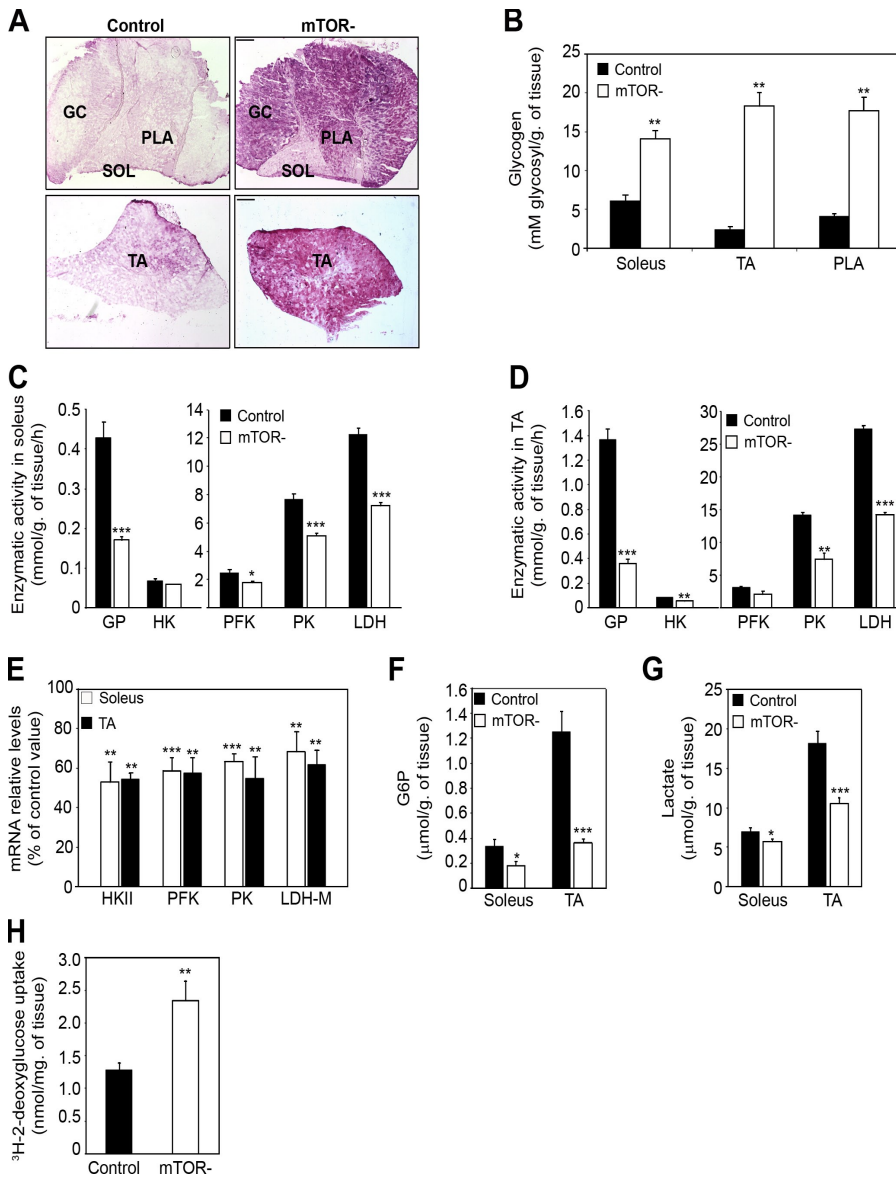 A
Control
mTOR-
GC
PLA
SOL
GC
PLA
SOL
TA
TA
B
Glycogen
(mM glycosyl/g. of tissue)
25
20
15
10
5
0
Control
mTOR-
**
**
**
Soleus
TA
PLA
C
Enzymatic activity in soleus
(mmol/g. of tissue/h)
0.5
0.4
0.3
0.2
0.1
0
***
GP
HK
14
12
10
8
6
4
2
Control
mTOR-
*
***
***
PFK
PK
LDH
D
Enzymatic activity in TA
(mmol/g. of tissue/h)
1.6
1.4
1.2
1.0
0.8
0.6
0.4
0.2
0
***
**
GP
HK
30
25
20
15
10
5
Control
mTOR-
**
***
PFK
PK
LDH
E
mRNA relative levels
(% of control value)
100
80
60
40
20
0
Soleus
TA
**
**
***
**
***
**
**
**
HKII
PFK
PK
LDH-M
F
G6P
(μmol/g. of tissue)
1.6
1.4
1.2
1.0
0.8
0.6
0.4
0.2
0
Control
mTOR-
*
***
Soleus
TA
G
Lactate
(μmol/g. of tissue)
25
20
15
10
5
0
Control
mTOR-
*
***
Soleus
TA
H
³H-2-deoxyglucose uptake
(nmol/mg. of tissue)
3.0
2.5
2.0
1.5
1.0
0.5
0
**
Control
mTOR-